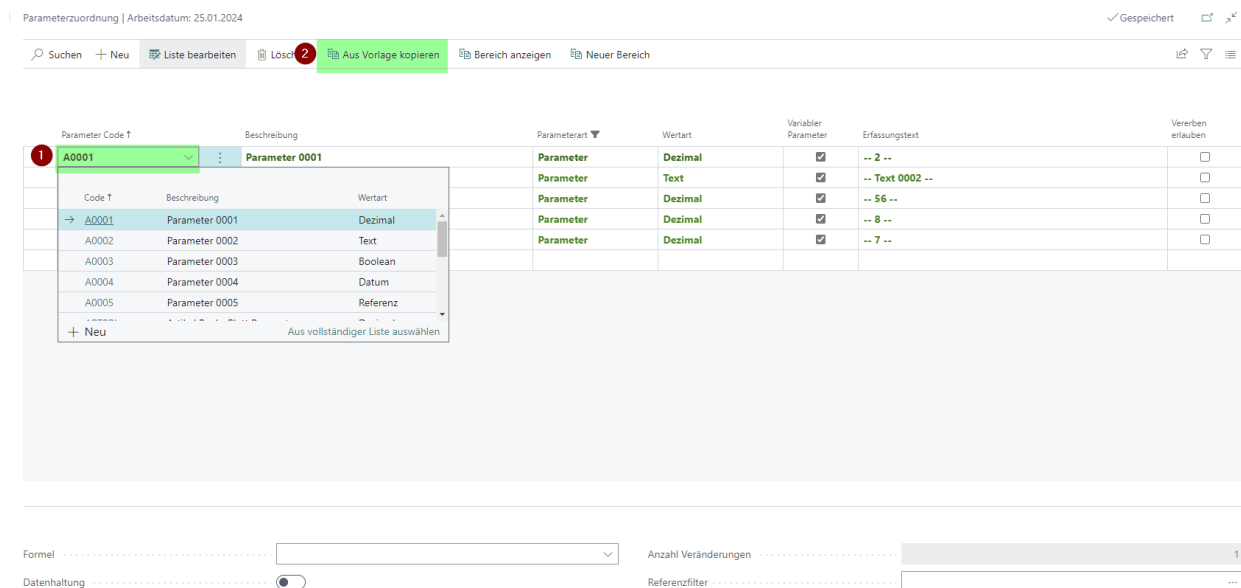 Parameterzuordnung | Arbeitsdatum: 25.01.2024
Gespeichert
Suchen
Neu
Liste bearbeiten
2
Aus Vorlage kopieren
Bereich anzeigen
Neuer Bereich
Parameter Code ↑
Beschreibung
Parameterart
Wertart
Variabler
Parameter
Erfassungstext
Vererben
erlauben
1
A0001
Parameter 0001
Parameter
Dezimal
-- 2 --
Parameter
Text
-- Text 0002 --
Parameter
Dezimal
-- 56 --
Parameter
Dezimal
-- 8 --
Parameter
Dezimal
-- 7 --
Code ↑
Beschreibung
Wertart
→ A0001
Parameter 0001
Dezimal
A0002
Parameter 0002
Text
A0003
Parameter 0003
Boolean
A0004
Parameter 0004
Datum
A0005
Parameter 0005
Referenz
+ Neu
Aus vollständiger Liste auswählen
Formel
Anzahl Veränderungen
1
Datenhaltung
Referenzfilter
...